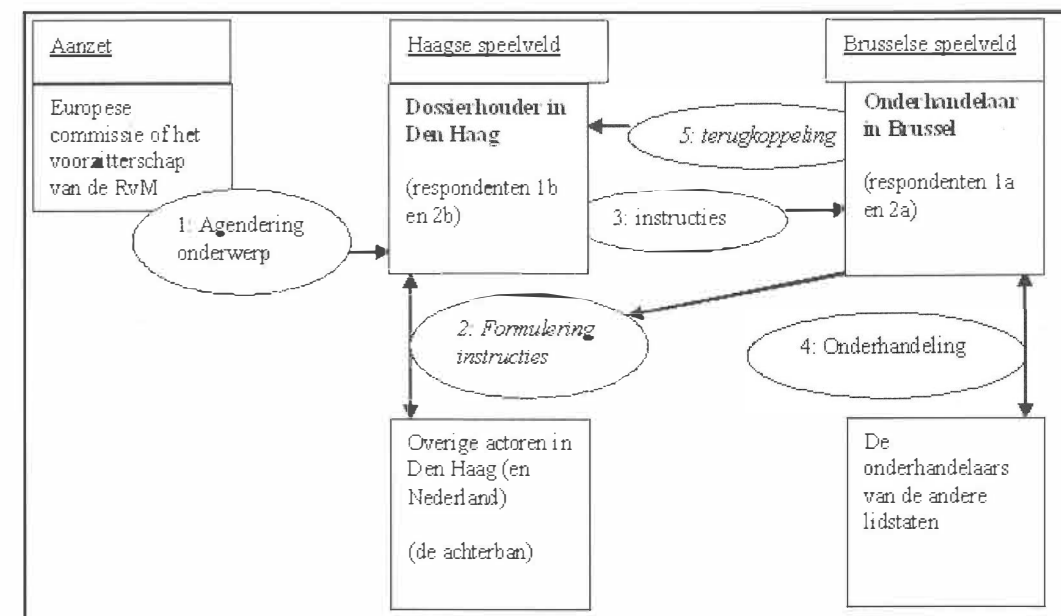 Aanzet
Europese
commissie of het
voorzitterschap
van de RvM
1: Agendering
onderwerp
Haagse speelveld
Dossierhouder in
Den Haag
(respondenten 1b
en 2b)
5: terugkoppeling
3: instructies
Brusselse speelveld
Onderhandelaar
in Brussel
(respondenten 1a
en 2a)
2: Formulering
instructies
4: Onderhandeling
Overige actoren in
Den Haag (en
Nederland)
(de achterban)
De
onderhandelaars
van de andere
lidstaten